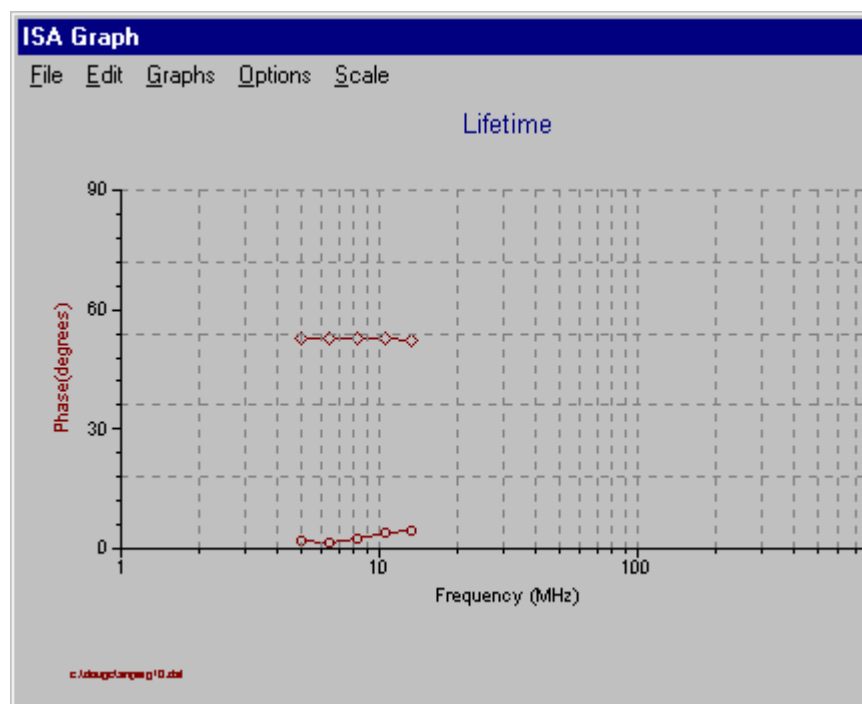 ISA Graph
File Edit Graphs Options Scale
Lifetime
90
60
30
0
Phase(degrees)
1 10 100
Frequency (MHz)